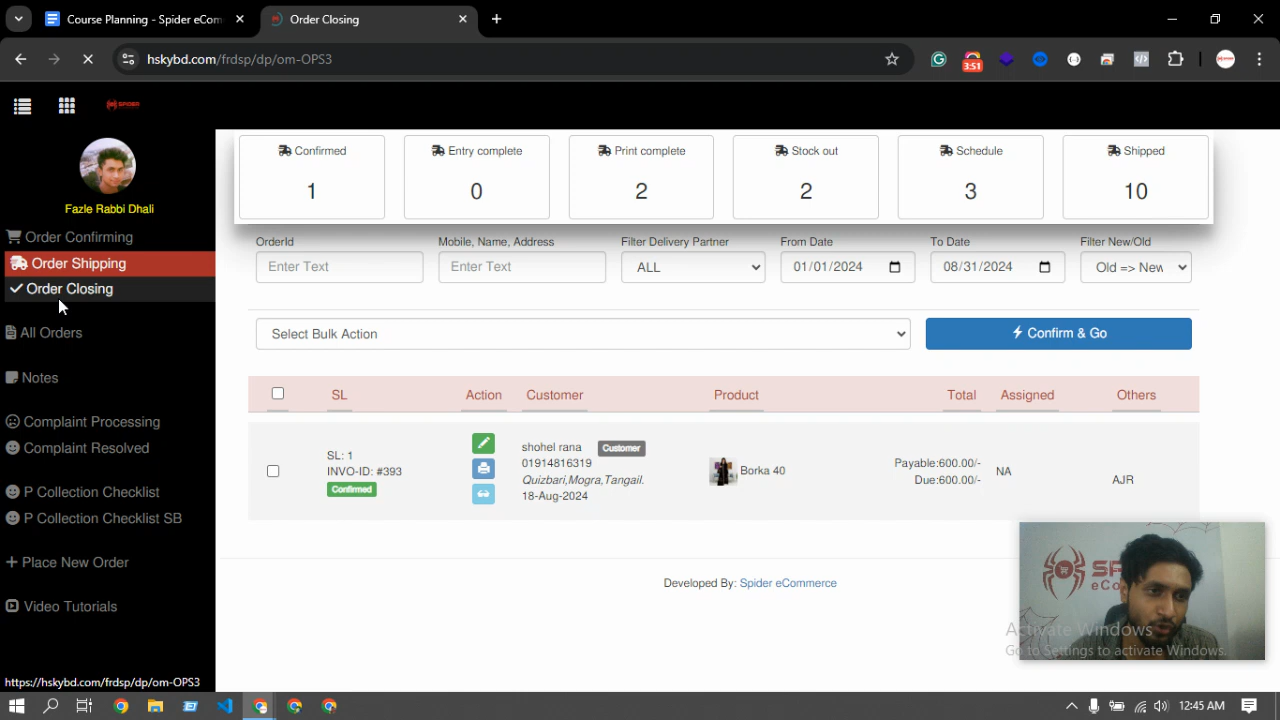 Course Planning - Spider eCom
Order Closing
hskybd.com/frdsp/dp/om-OPS3
3:51
SPIDER
Fazle Rabbi Dhali
Order Confirming
Order Shipping
Order Closing
All Orders
Notes
Complaint Processing
Complaint Resolved
P Collection Checklist
P Collection Checklist SB
Place New Order
Video Tutorials
https://hskybd.com/frdsp/dp/om-OPS3
Confirmed
1
Entry complete
0
Print complete
2
Stock out
2
Schedule
3
Shipped
10
OrderId
Enter Text
Mobile, Name, Address
Enter Text
Filter Delivery Partner
ALL
From Date
01/01/2024
To Date
08/31/2024
Filter New/Old
Old => New
Select Bulk Action
Confirm & Go
SL Action Customer Product Total Assigned Others
SL: 1
INVO-ID: #393
Confirmed
shohel rana Customer
01914816319
Quizbari,Mogra,Tangail.
18-Aug-2024
Borka 40
Payable:600.00/-
Due:600.00/-
NA
AJR
Developed By: Spider eCommerce
Activate Windows
Go to Settings to activate Windows.
12:45 AM